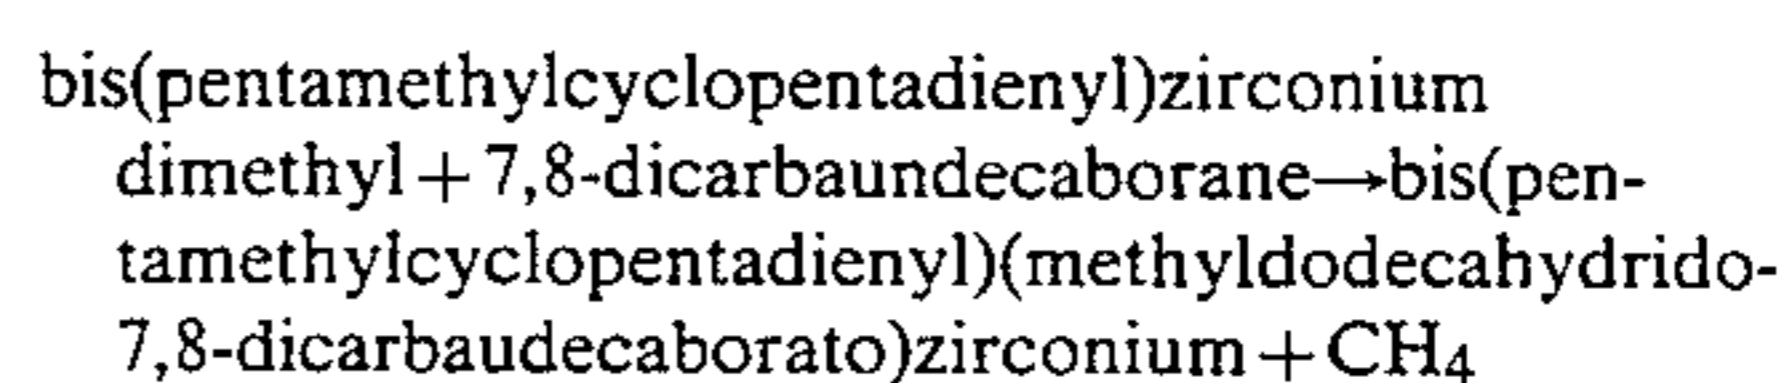 bis(pentamethylcyclopentadienyl)zirconium
dimethyl+7,8-dicarbaundecaborane→bis(pen-
tamethylcyclopentadienyl)(methyldodecahydrido-
7,8-dicarbaudecaborato)zirconium+CH₄